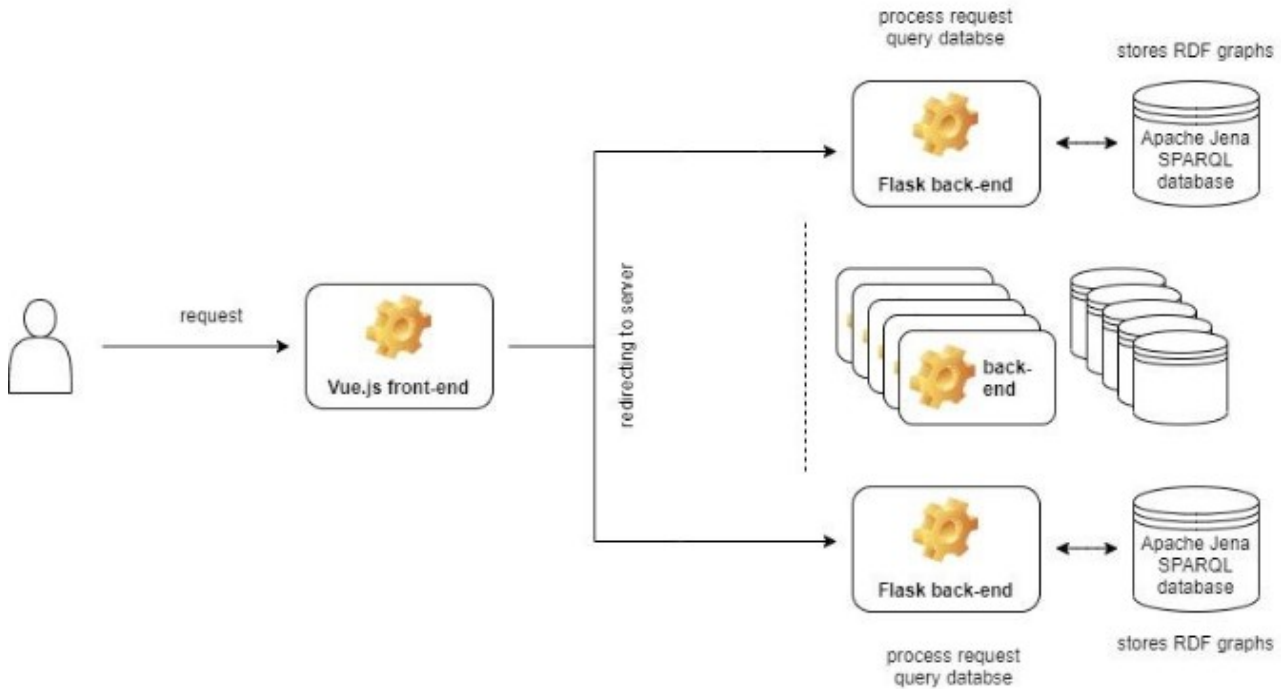 process request
query databse
stores RDF graphs
Flask back-end
Apache Jena
SPARQL
database
request
Vue.js front-end
redirecting to server
back-
end
Flask back-end
Apache Jena
SPARQL
database
process request
query databse
stores RDF graphs